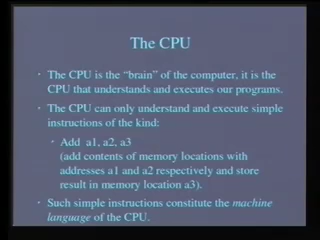 The CPU
• The CPU is the “brain” of the computer, it is the
CPU that understands and executes our programs.
• The CPU can only understand and execute simple
instructions of the kind:
• Add a1, a2, a3
(add contents of memory locations with
addresses a1 and a2 respectively and store
result in memory location a3).
• Such simple instructions constitute the machine
language of the CPU.